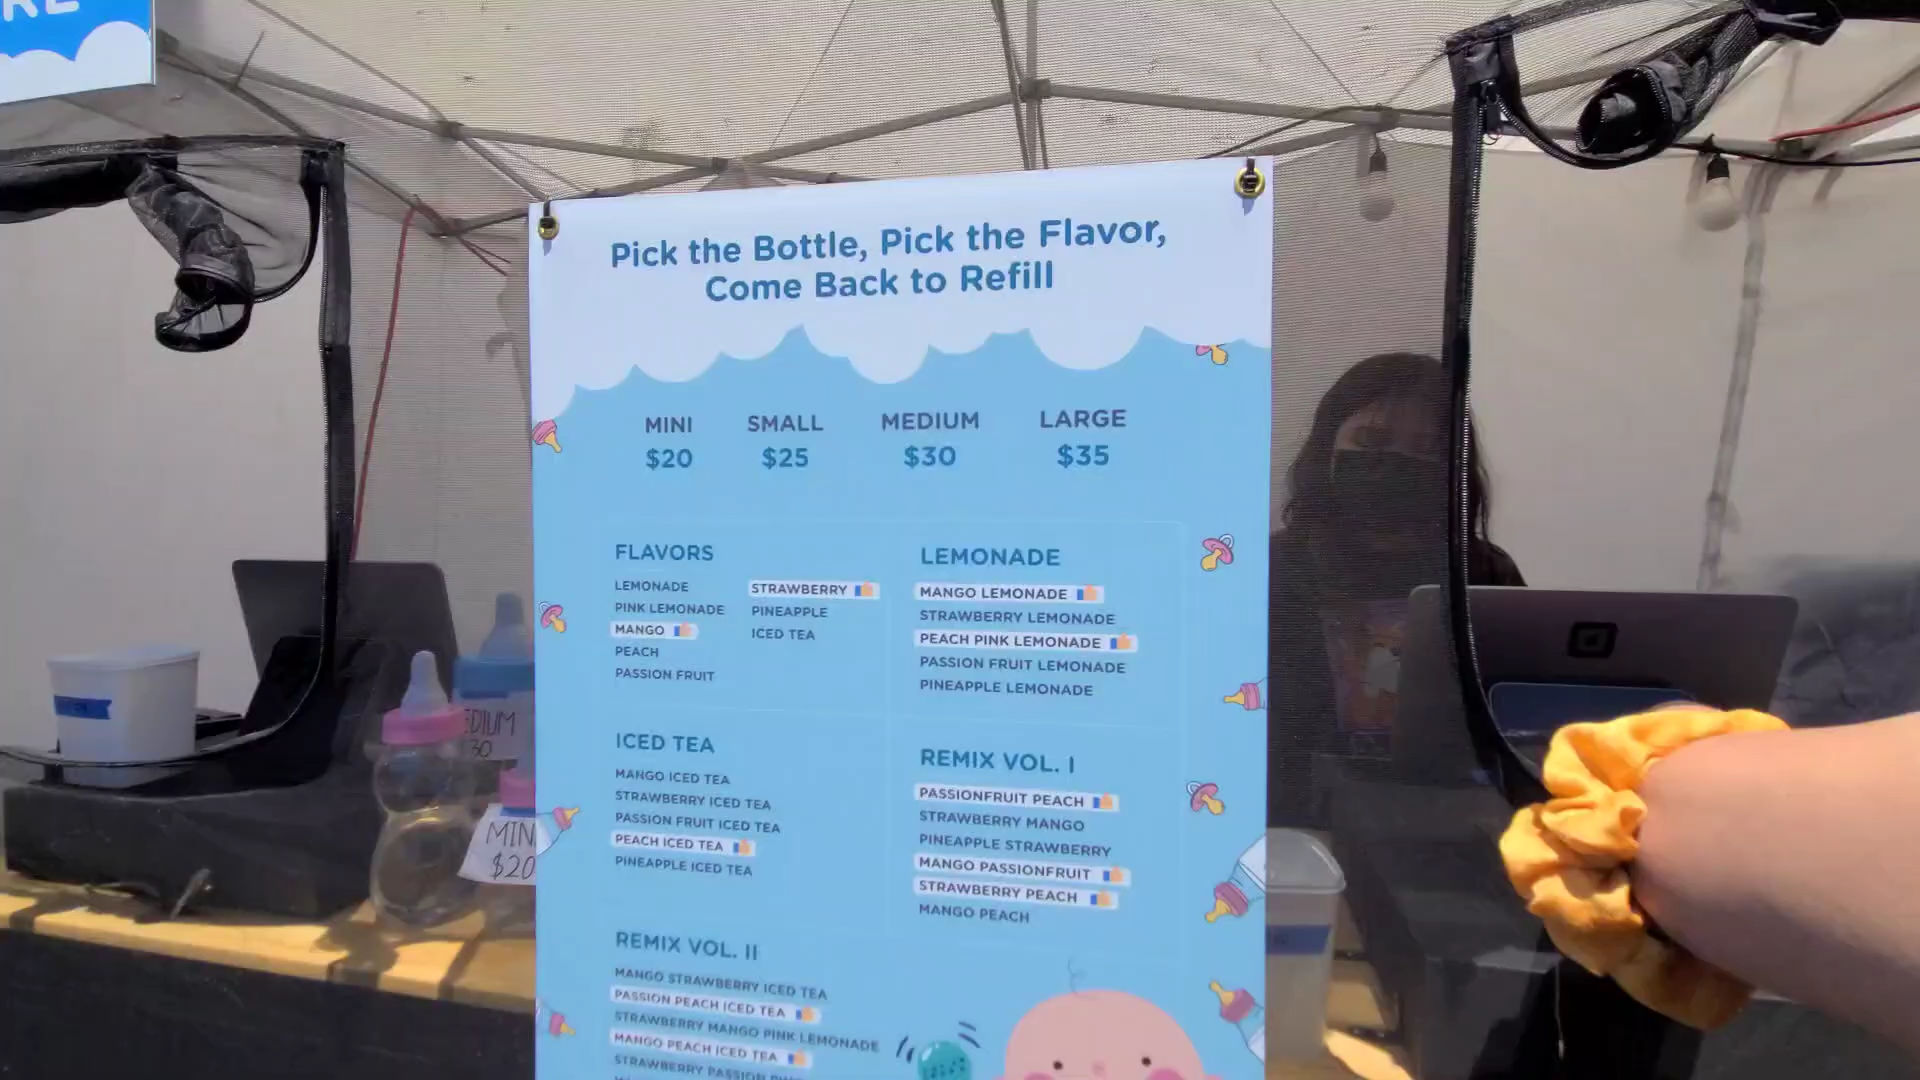 Pick the Bottle, Pick the Flavor,
Come Back to Refill
MINI
$20
SMALL
$25
MEDIUM
$30
LARGE
$35
FLAVORS
LEMONADE
PINK LEMONADE
MANGO
PEACH
PASSION FRUIT
STRAWBERRY
PINEAPPLE
ICED TEA
LEMONADE
MANGO LEMONADE
STRAWBERRY LEMONADE
PEACH PINK LEMONADE
PASSION FRUIT LEMONADE
PINEAPPLE LEMONADE
ICED TEA
MANGO ICED TEA
STRAWBERRY ICED TEA
PASSION FRUIT ICED TEA
PEACH ICED TEA
PINEAPPLE ICED TEA
REMIX VOL. I
PASSIONFRUIT PEACH
STRAWBERRY MANGO
PINEAPPLE STRAWBERRY
MANGO PASSIONFRUIT
STRAWBERRY PEACH
MANGO PEACH
REMIX VOL. II
MANGO STRAWBERRY ICED TEA
PASSION PEACH ICED TEA
STRAWBERRY MANGO PINK LEMONADE
MANGO PEACH ICED TEA
STRAWBERRY PASSION
EDIUM
30
MIN
$20